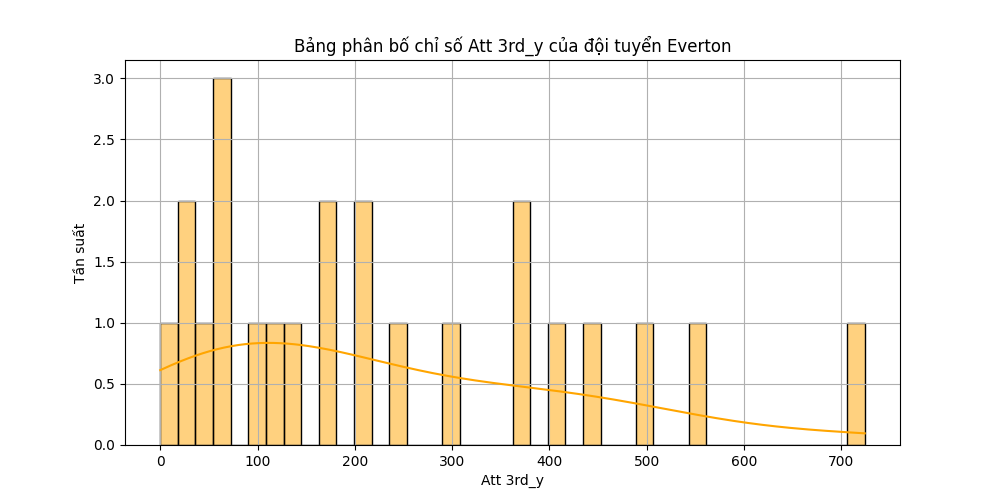 Bảng phân bố chỉ số Att 3rd_y của đội tuyển Everton
3.0
2.5
2.0
1.5
1.0
0.5
0.0
Tần suất
0 100 200 300 400 500 600 700
Att 3rd_y